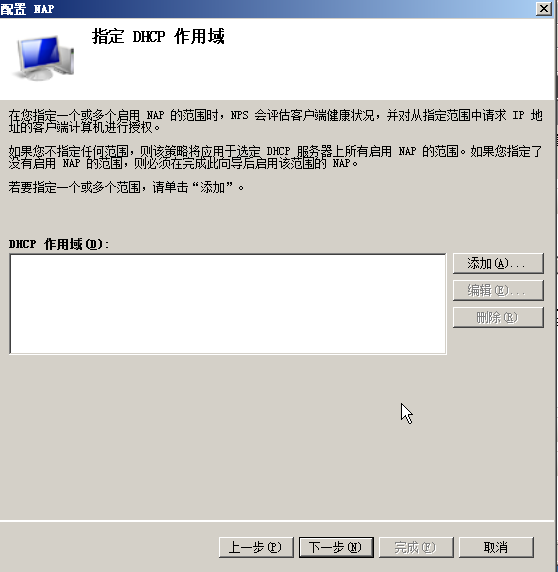 配置 NAP
指定 DHCP 作用域
在您指定一个或多个启用 NAP 的范围时，NPS 会评估客户端健康状况，并对从指定范围中请求 IP 地
址的客户端计算机进行授权。
如果您不指定任何范围，则该策略将应用于选定 DHCP 服务器上所有启用 NAP 的范围。如果您指定了
没有启用 NAP 的范围，则必须在完成此向导后启用该范围的 NAP。
若要指定一个或多个范围，请单击“添加”。
DHCP 作用域(D):
添加(A)...
编辑(E)...
删除(R)
上一步(P)
下一步(N)
完成(F)
取消